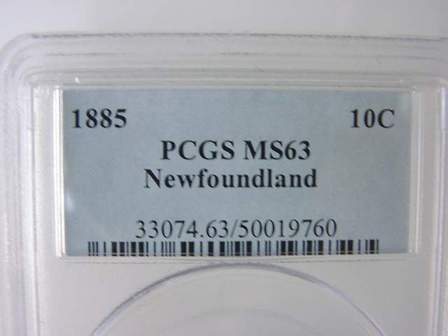 1885 10C
PCGS MS63
Newfoundland
33074.63/50019760